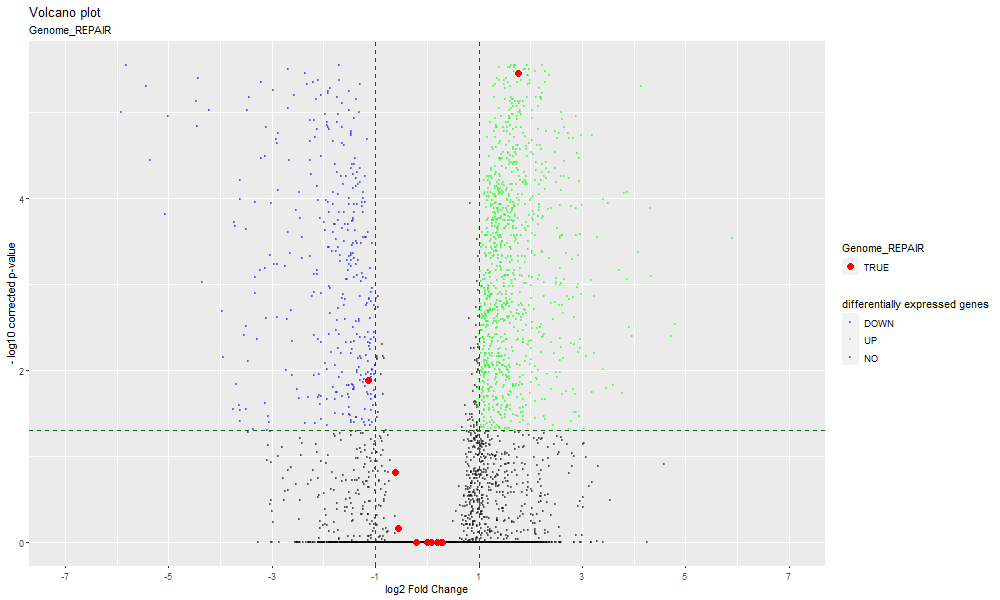 Volcano plot
Genome_REPAIR
- log10 corrected p-value
4
2
0
-7
-5
-3
-1
1
3
5
7
log2 Fold Change
Genome_REPAIR
TRUE
differentially expressed genes
DOWN
UP
NO